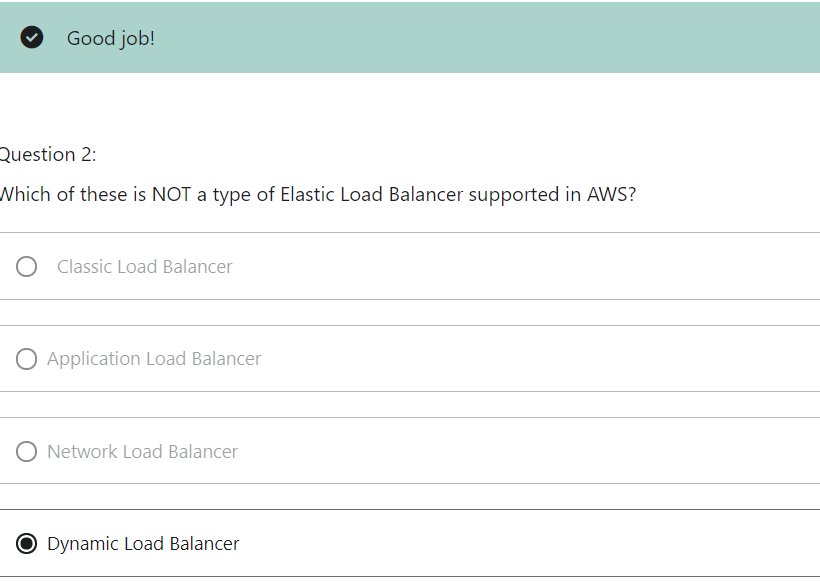 Good job!
Question 2:
Which of these is NOT a type of Elastic Load Balancer supported in AWS?
Classic Load Balancer
Application Load Balancer
Network Load Balancer
Dynamic Load Balancer